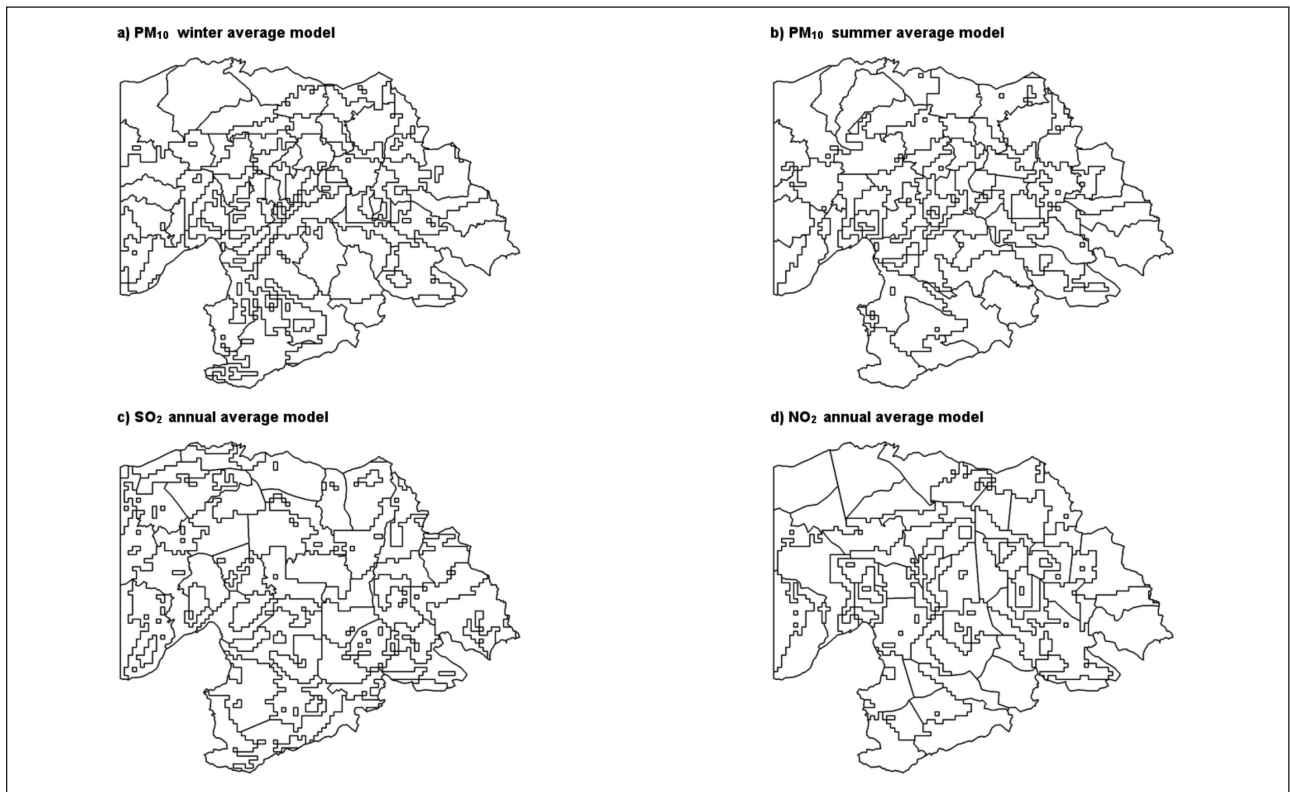 a) PM₁₀ winter average model
b) PM₁₀ summer average model
c) SO₂ annual average model
d) NO₂ annual average model